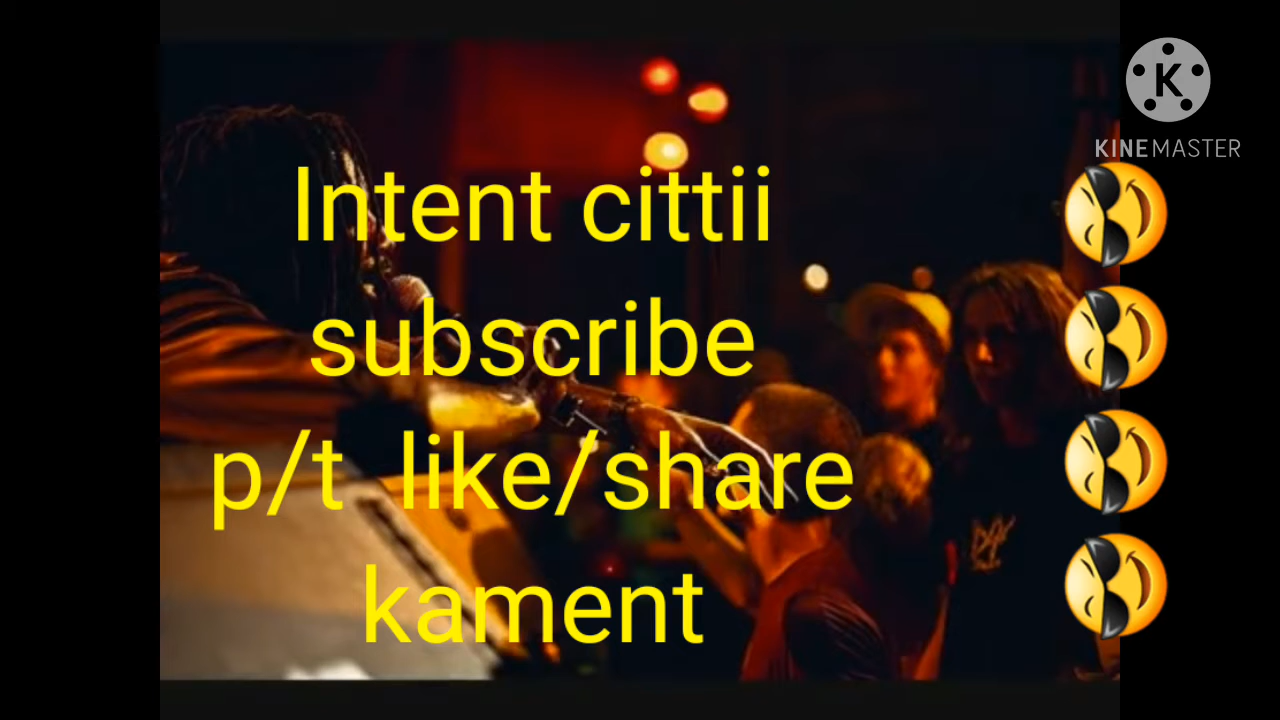 K
KINEMASTER
Intent cittii
subscribe
p/t like/share
kament